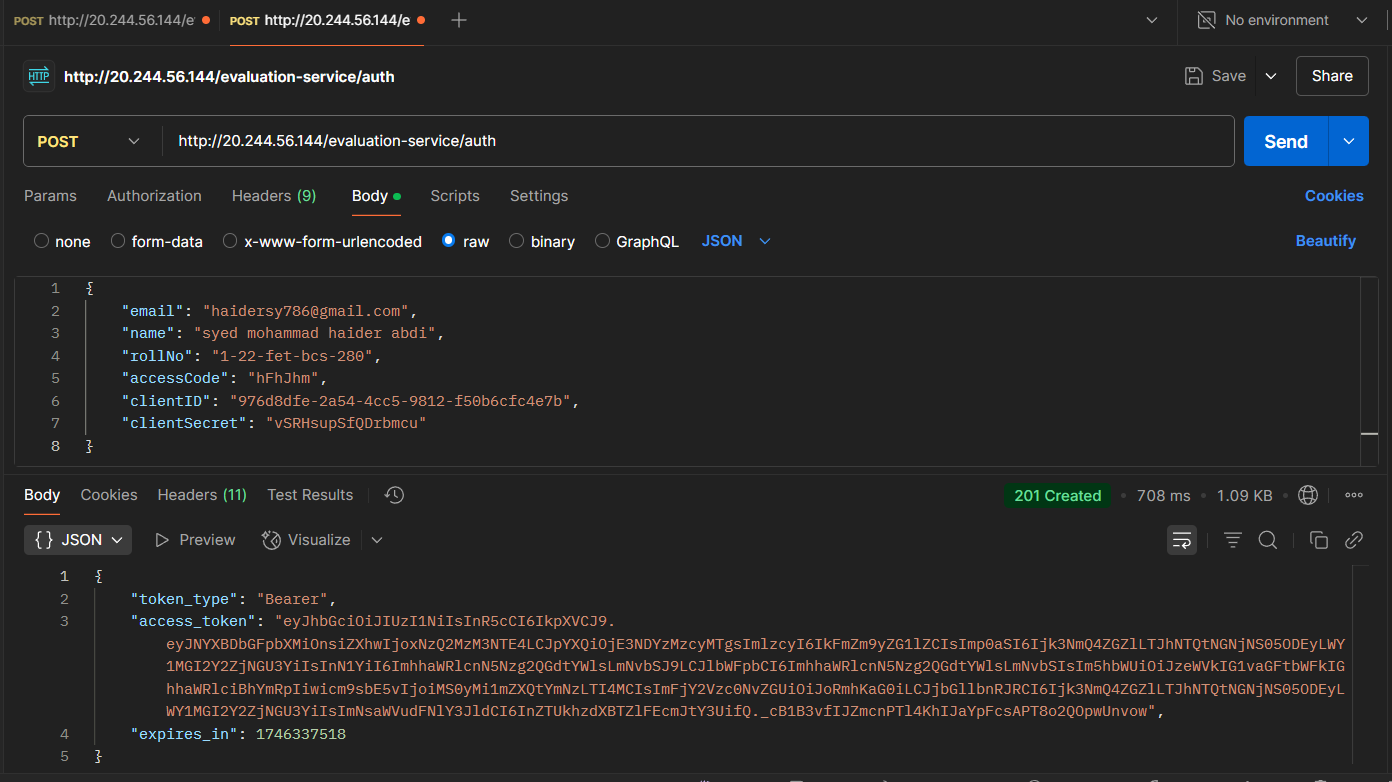 POST http://20.244.56.144/e POST http://20.244.56.144/e No environment
HTTP http://20.244.56.144/evaluation-service/auth Save Share
POST http://20.244.56.144/evaluation-service/auth Send
Params Authorization Headers (9) Body Scripts Settings Cookies
none form-data x-www-form-urlencoded raw binary GraphQL JSON Beautify
1 {
2 "email": "haidersy786@gmail.com",
3 "name": "syed mohammad haider abdi",
4 "rollNo": "1-22-fet-bcs-280",
5 "accessCode": "hFhJhm",
6 "clientID": "976d8dfe-2a54-4cc5-9812-f50b6cfc4e7b",
7 "clientSecret": "vSRHsupSfQDrbmcu"
8 }
Body Cookies Headers (11) Test Results 201 Created 708 ms 1.09 KB
{} JSON Preview Visualize
1 {
2 "token_type": "Bearer",
3 "access_token": "eyJhbGciOiJIUzI1NiIsInR5cCI6IkpXVCJ9.
eyJNYXBDbGFpbXMiOnsiZXhwIjoxNzQ2MzM3NTE4LCJpYXQiOjE3NDYzMzcyMTgsImlzcyI6IkFmZm9yZG1lZCIsImp0aSI6Ijk3NmQ4ZGZlLTJhNTQtNGNjNS05ODEyLWY
1MGI2Y2ZjNGU3YiIsInN1YiI6ImhhaWRlcnN5Nzg2QGdtYWlsLmNvbSJ9LCJlbWFpbCI6ImhhaWRlcnN5Nzg2QGdtYWlsLmNvbSIsIm5hbWUiOiJzeWVkIG1vaGFtbWFkIG
hhaWRlciBhYmRpIiwicm9sbE5vIjoiMS0yMi1mZXQtYmNzLTI4MCIsImFjY2Vzc0NvZGUiOiJoRmhKaG0iLCJjbGllbnRJRCI6Ijk3NmQ4ZGZlLTJhNTQtNGNjNS05ODEyL
WY1MGI2Y2ZjNGU3YiIsImNsaWVudFNlY3JldCI6InZTUkhzdXBTZlFEcmJtY3UifQ._cB1B3vfIJZmcnPTl4KhIJaYpFcsAPT8o2QOpwUnvow",
4 "expires_in": 1746337518
5 }